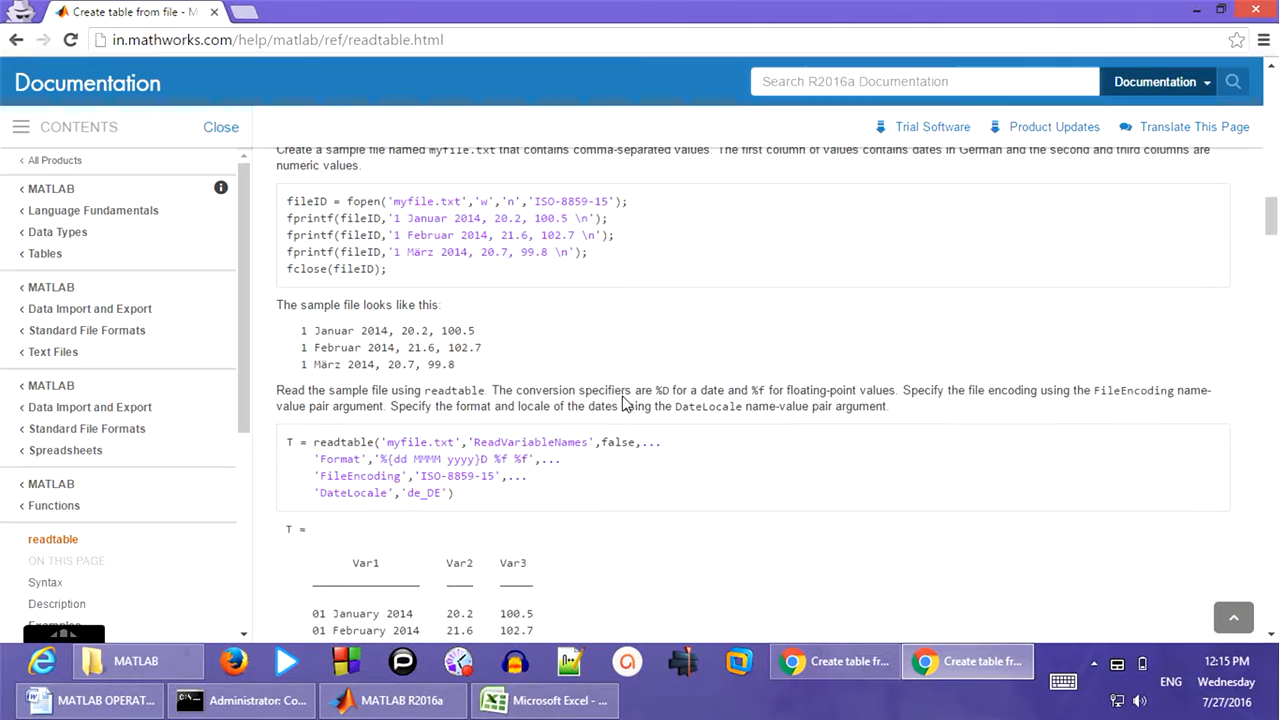 Create table from file - M
in.mathworks.com/help/matlab/ref/readtable.html
Documentation
Search R2016a Documentation
Documentation
CONTENTS
Close
Trial Software
Product Updates
Translate This Page
All Products
MATLAB
Language Fundamentals
Data Types
Tables
MATLAB
Data Import and Export
Standard File Formats
Text Files
MATLAB
Data Import and Export
Standard File Formats
Spreadsheets
MATLAB
Functions
readtable
ON THIS PAGE
Syntax
Description
Examples
Create a sample file named myfile.txt that contains comma-separated values. The first column of values contains dates in German and the second and third columns are
numeric values.
fileID = fopen('myfile.txt','w','n','ISO-8859-15');
fprintf(fileID,'1 Januar 2014, 20.2, 100.5 \n');
fprintf(fileID,'1 Februar 2014, 21.6, 102.7 \n');
fprintf(fileID,'1 März 2014, 20.7, 99.8 \n');
fclose(fileID);
The sample file looks like this:
1 Januar 2014, 20.2, 100.5
1 Februar 2014, 21.6, 102.7
1 März 2014, 20.7, 99.8
Read the sample file using readtable. The conversion specifiers are %D for a date and %f for floating-point values. Specify the file encoding using the FileEncoding name-
value pair argument. Specify the format and locale of the dates using the DateLocale name-value pair argument.
T = readtable('myfile.txt','ReadVariableNames',false,...
'Format','%{dd MMMM yyyy}D %f %f',...
'FileEncoding','ISO-8859-15',...
'DateLocale','de_DE')
T =
Var1 Var2 Var3
01 January 2014 20.2 100.5
01 February 2014 21.6 102.7
MATLAB
Create table from fi...
Create table from fi...
ENG
12:15 PM
Wednesday
7/27/2016
MATLAB OPERAT...
Administrator: Co...
MATLAB R2016a
Microsoft Excel - ...